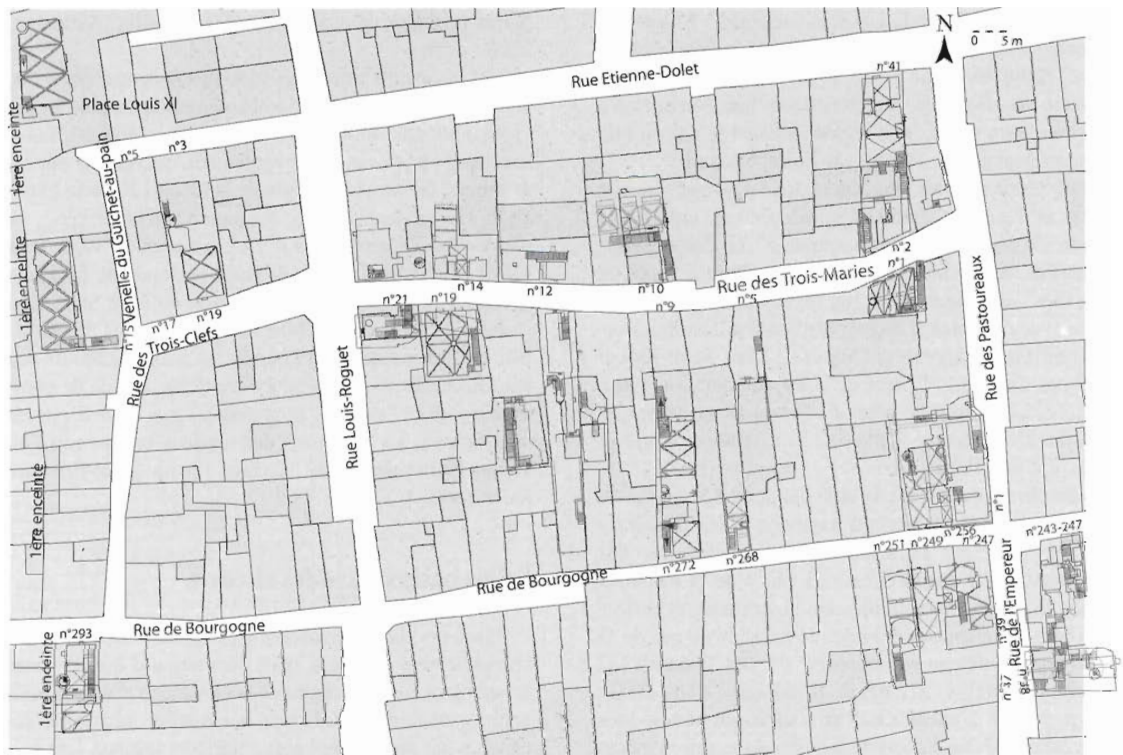 N
0 5 m
n°41
Rue Etienne-Dolet
Place Louis XI
1ère enceinte
n°5
n°3
Venelle du Guichet-au-pain
1ère enceinte
n°2
n°1
Rue des Trois-Maries
n°14
n°12
n°10
n°21
n°19
n°9
n°5
n°15
n°17
n°19
Rue des Trois-Clefs
Rue Louis-Roguet
Rue des Pastoureaux
1ère enceinte
n°1
n°256
n°243-247
n°251
n°249
n°247
n°268
n°272
Rue de Bourgogne
Rue de Bourgogne
n°293
1ère enceinte
n°39
Rue de l'Empereur
n°47